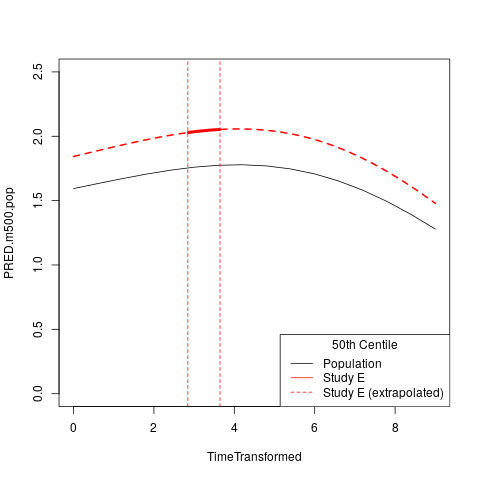 2.5
2.0
1.5
1.0
0.5
0.0
PRED.m500.pop
50th Centile
Population
Study E
Study E (extrapolated)
0 2 4 6 8
TimeTransformed